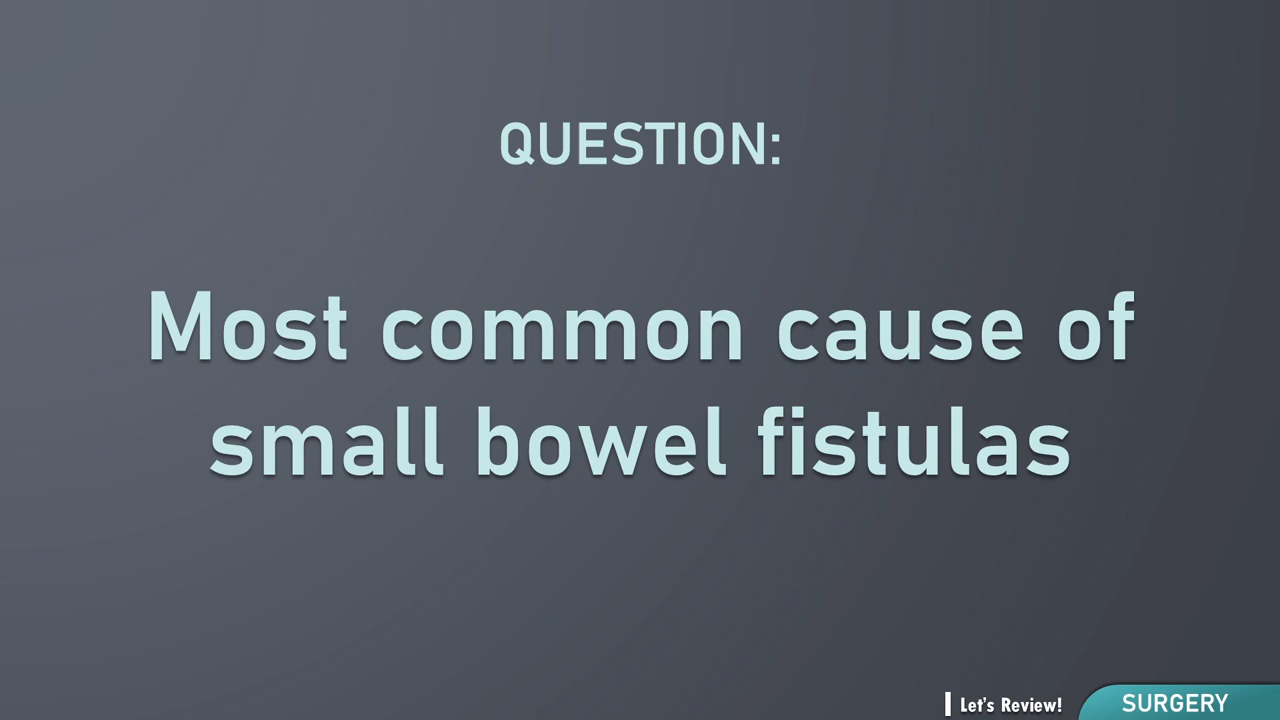 QUESTION:
Most common cause of
small bowel fistulas
Let's Review!
SURGERY